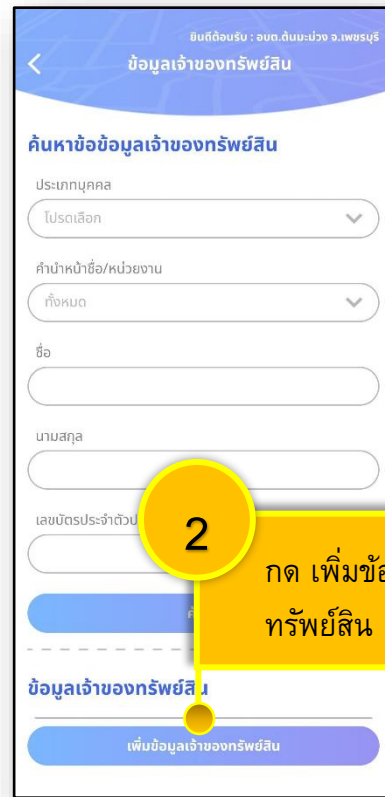 ยินดีต้อนรับ : อบต.ต้นมะม่วง จ.เพชรบุรี
ข้อมูลเจ้าของทรัพย์สิน
ค้นหาข้อข้อมูลเจ้าของทรัพย์สิน
ประเภทบุคคล
โปรดเลือก
คำนำหน้าชื่อ/หน่วยงาน
ทั้งหมด
ชื่อ
นามสกุล
เลขบัตรประจำตัวป
2
กด เพิ่มข้อ
ทรัพย์สิน
ข้อมูลเจ้าของทรัพย์สิน
เพิ่มข้อมูลเจ้าของทรัพย์สิน